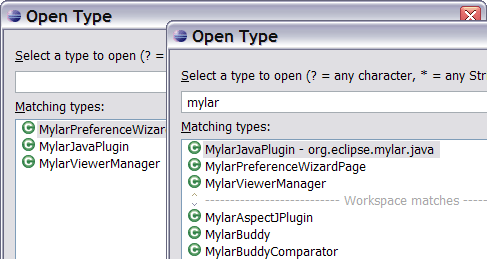 Open Type
Select a type to open (? =
Matching types:
MylarPreferenceWizard
MylarJavaPlugin
MylarViewerManager
Open Type
Select a type to open (? = any character, * = any Str
mylar
Matching types:
MylarJavaPlugin - org.eclipse.mylar.java
MylarPreferenceWizardPage
MylarViewerManager
Workspace matches
MylarAspectJPlugin
MylarBuddy
MylarBuddyComparator